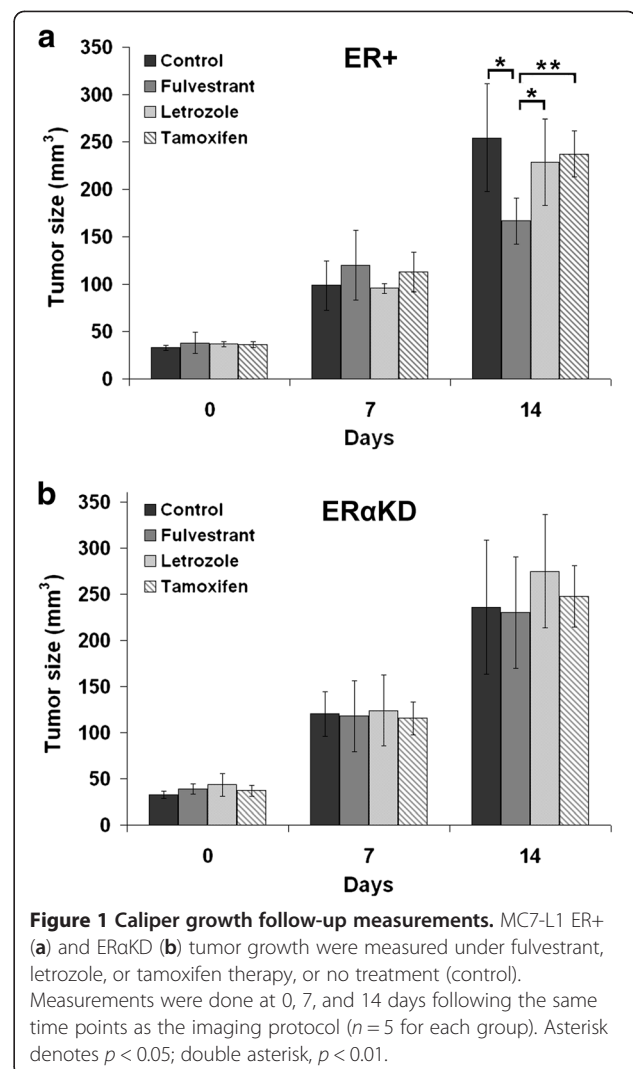 a
ER+
Control
Fulvestrant
Letrozole
Tamoxifen
* ** *
Tumor size (mm³)
350
300
250
200
150
100
50
0
0 7 14
Days
b
ERαKD
Control
Fulvestrant
Letrozole
Tamoxifen
Tumor size (mm³)
350
300
250
200
150
100
50
0
0 7 14
Days
Figure 1 Caliper growth follow-up measurements. MC7-L1 ER+
(a) and ERαKD (b) tumor growth were measured under fulvestrant,
letrozole, or tamoxifen therapy, or no treatment (control).
Measurements were done at 0, 7, and 14 days following the same
time points as the imaging protocol (n = 5 for each group). Asterisk
denotes p < 0.05; double asterisk, p < 0.01.